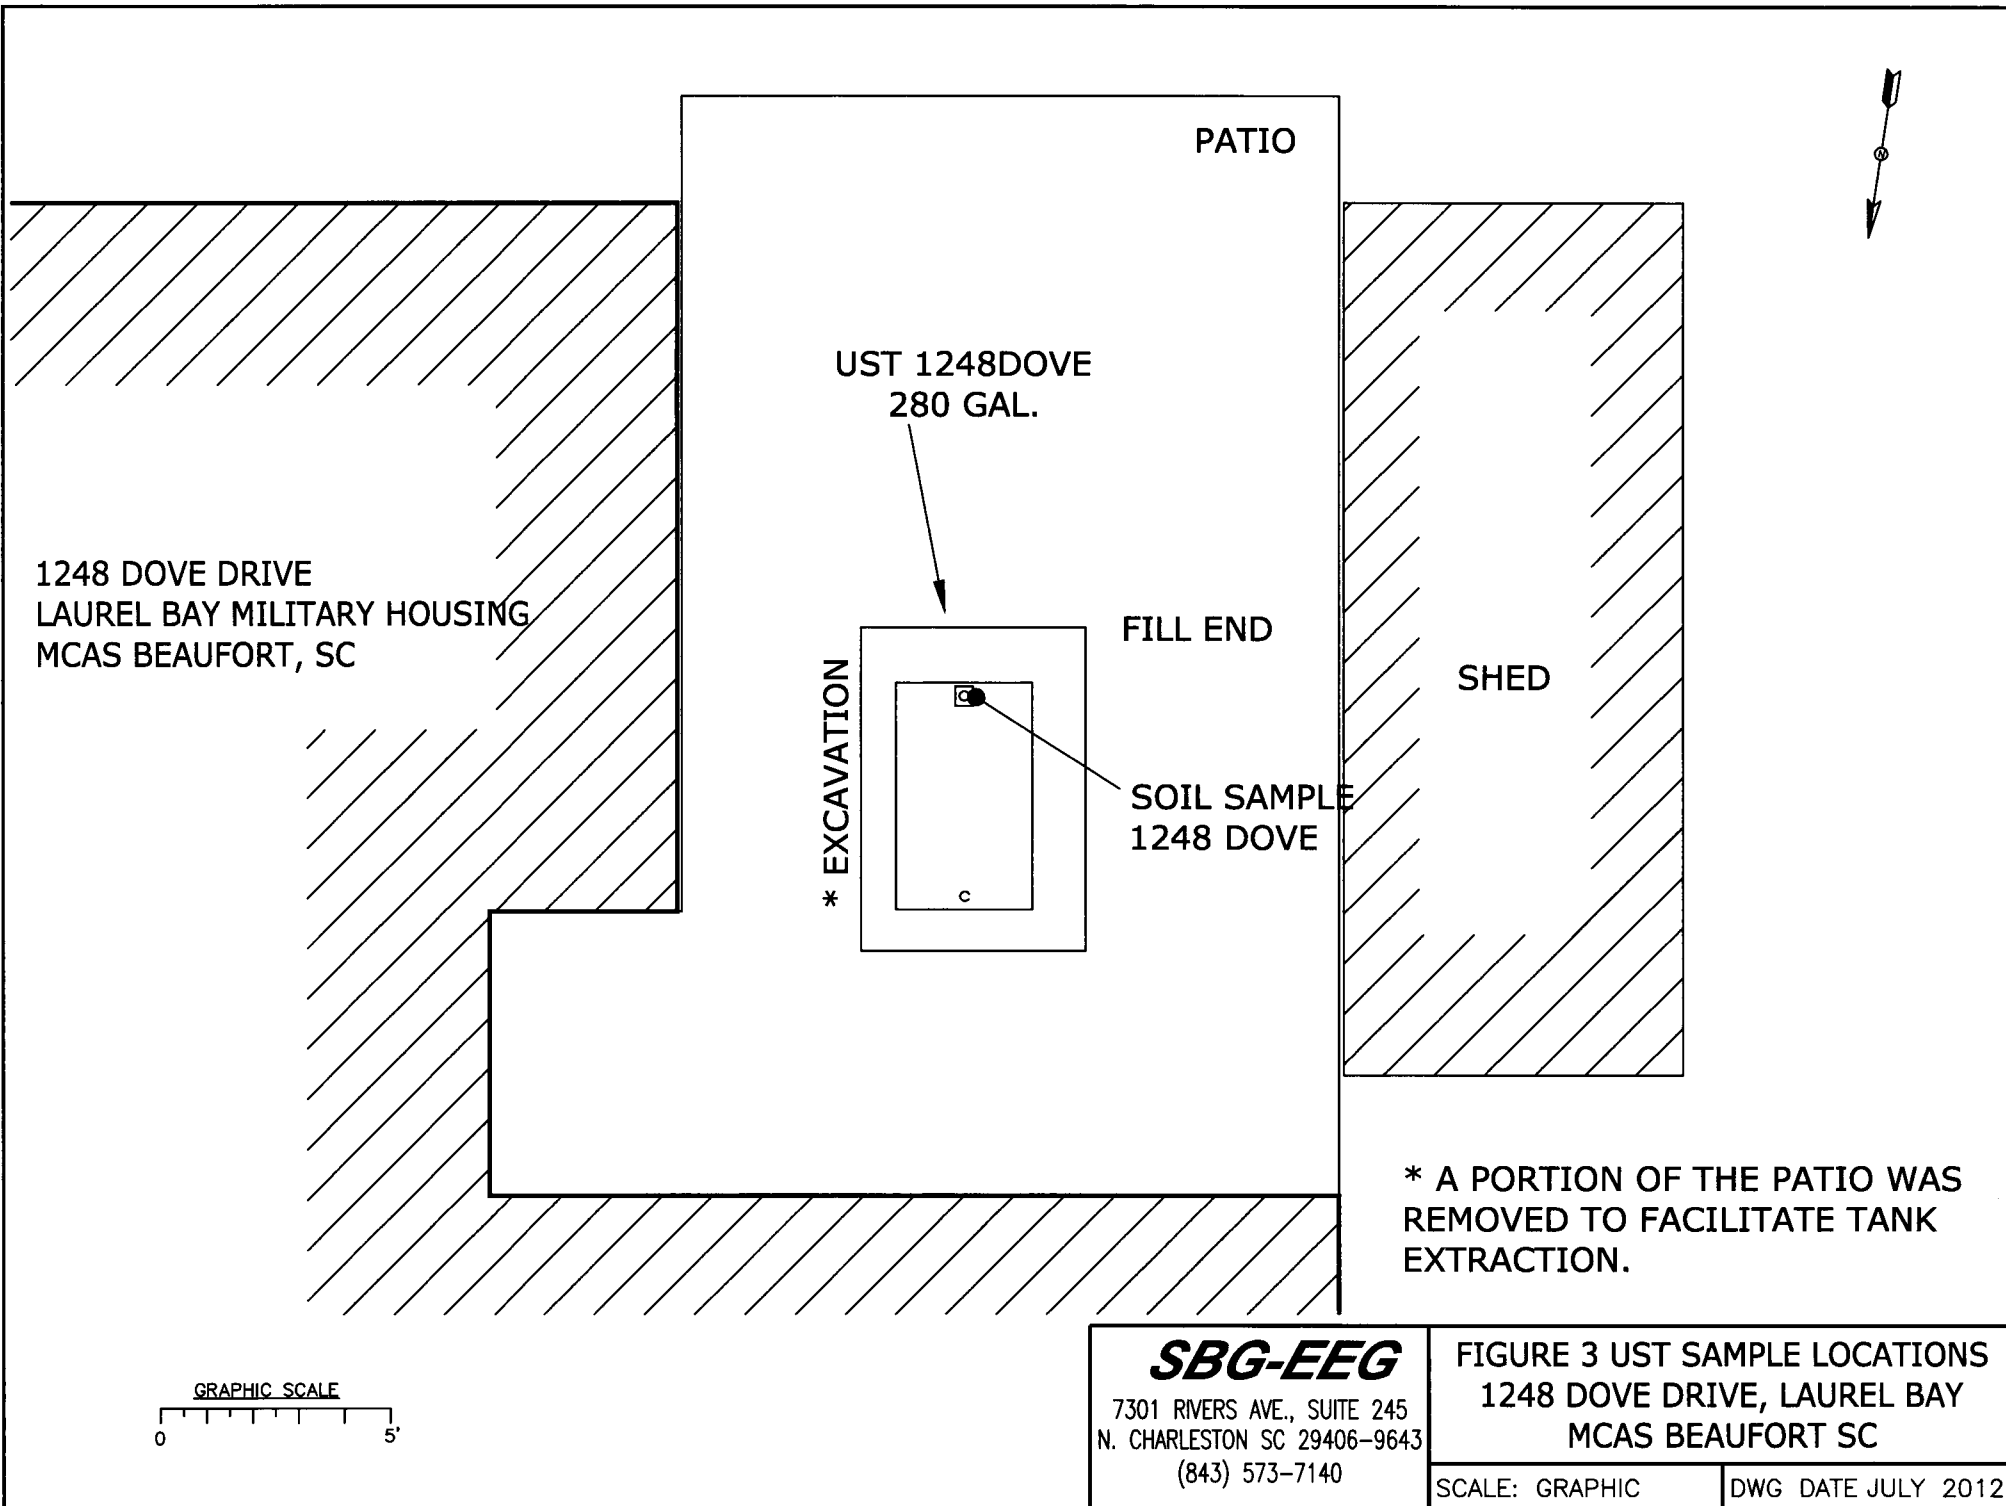 PATIO
N
UST 1248DOVE
280 GAL.
1248 DOVE DRIVE
LAUREL BAY MILITARY HOUSING
MCAS BEAUFORT, SC
FILL END
* EXCAVATION
SHED
SOIL SAMPLE
1248 DOVE
C
* A PORTION OF THE PATIO WAS
REMOVED TO FACILITATE TANK
EXTRACTION.
GRAPHIC SCALE
0 5'
SBG-EEG
7301 RIVERS AVE., SUITE 245
N. CHARLESTON SC 29406-9643
(843) 573-7140
FIGURE 3 UST SAMPLE LOCATIONS
1248 DOVE DRIVE, LAUREL BAY
MCAS BEAUFORT SC
SCALE: GRAPHIC
DWG DATE JULY 2012